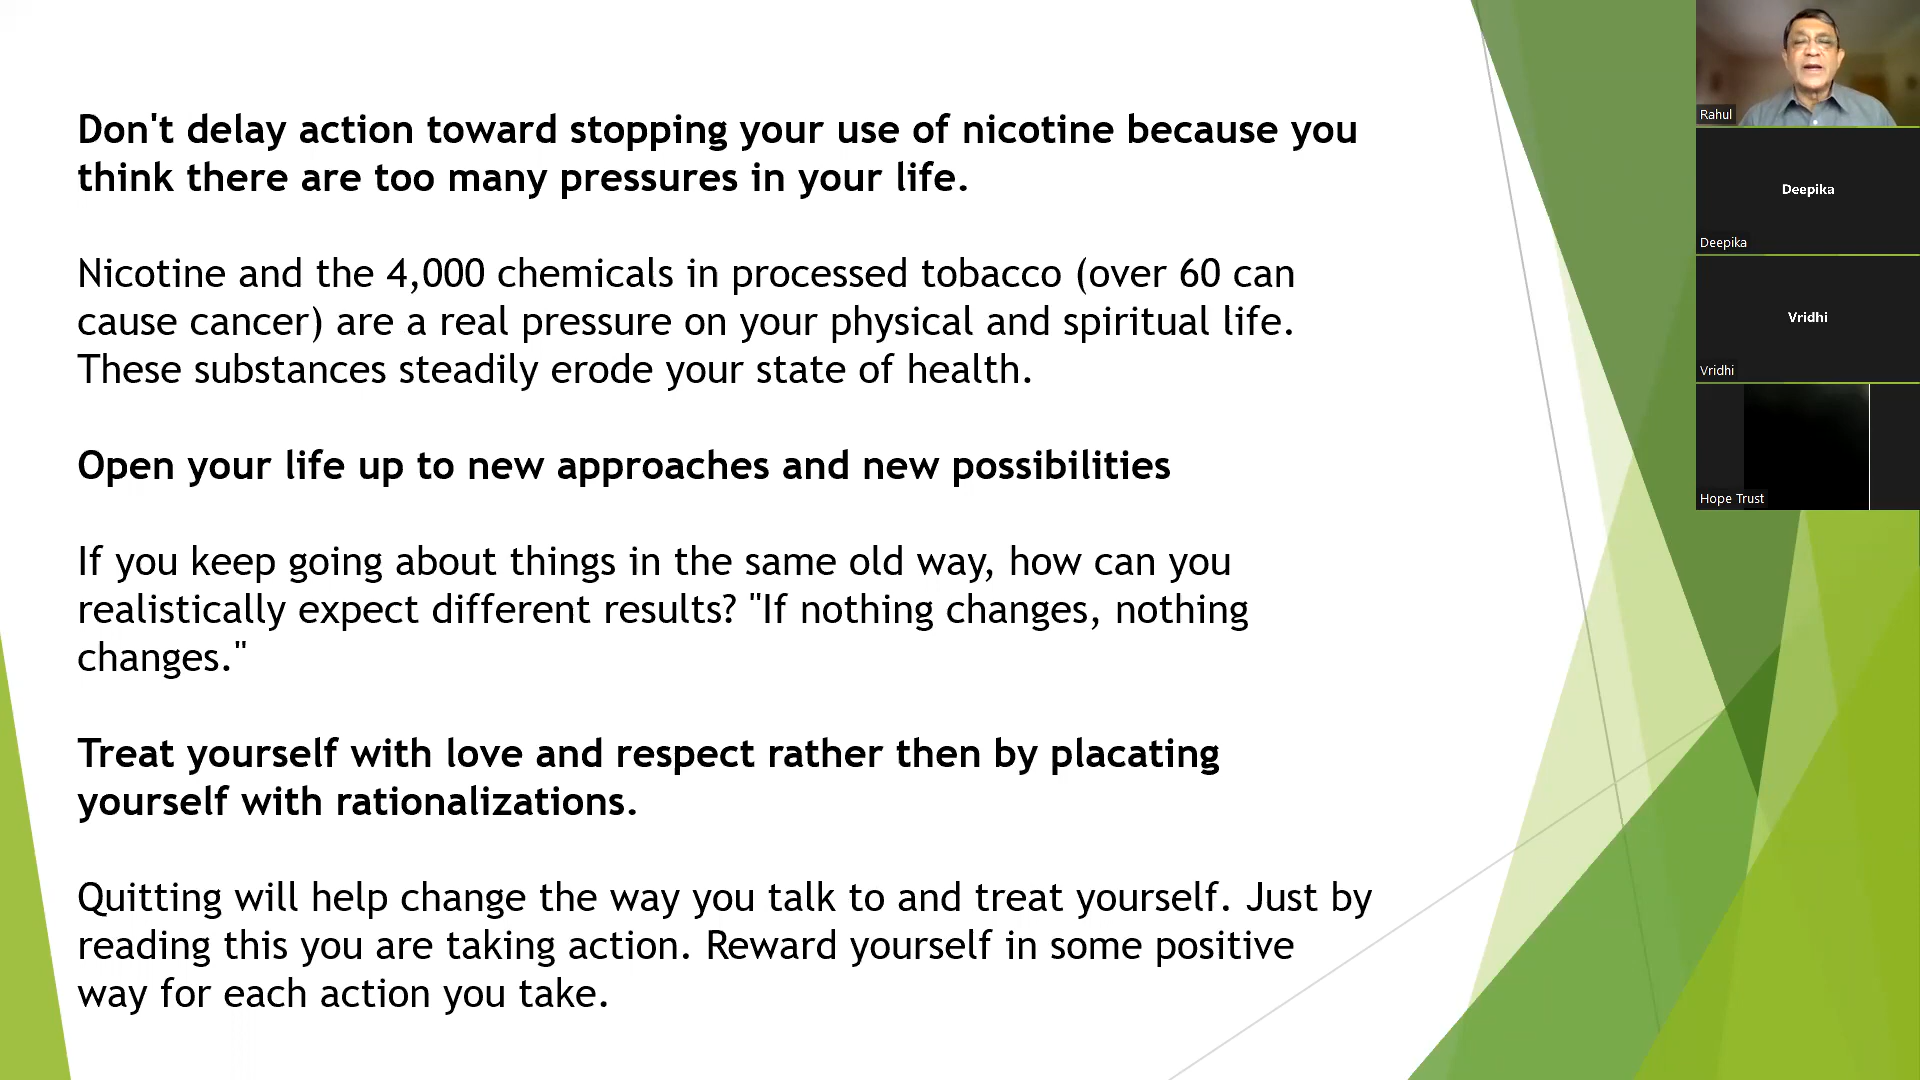 Don't delay action toward stopping your use of nicotine because you
think there are too many pressures in your life.
Nicotine and the 4,000 chemicals in processed tobacco (over 60 can
cause cancer) are a real pressure on your physical and spiritual life.
These substances steadily erode your state of health.
Open your life up to new approaches and new possibilities
If you keep going about things in the same old way, how can you
realistically expect different results? "If nothing changes, nothing
changes."
Treat yourself with love and respect rather then by placating
yourself with rationalizations.
Quitting will help change the way you talk to and treat yourself. Just by
reading this you are taking action. Reward yourself in some positive
way for each action you take.
Rahul
Deepika
Deepika
Vridhi
Vridhi
Hope Trust